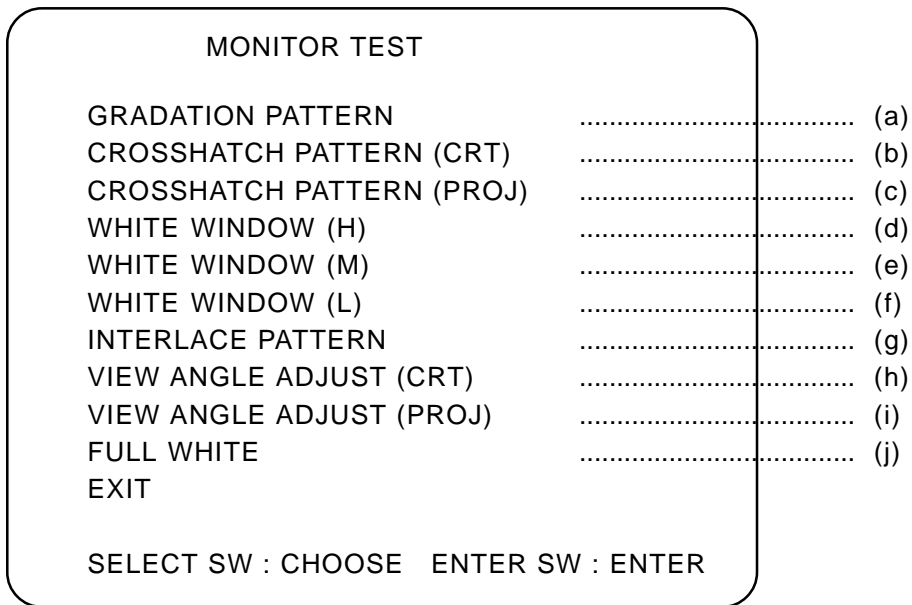 MONITOR TEST
GRADATION PATTERN ..................................... (a)
CROSSHATCH PATTERN (CRT) ..................................... (b)
CROSSHATCH PATTERN (PROJ) ..................................... (c)
WHITE WINDOW (H) ..................................... (d)
WHITE WINDOW (M) ..................................... (e)
WHITE WINDOW (L) ..................................... (f)
INTERLACE PATTERN ..................................... (g)
VIEW ANGLE ADJUST (CRT) ..................................... (h)
VIEW ANGLE ADJUST (PROJ) ..................................... (i)
FULL WHITE ..................................... (j)
EXIT
SELECT SW : CHOOSE ENTER SW : ENTER